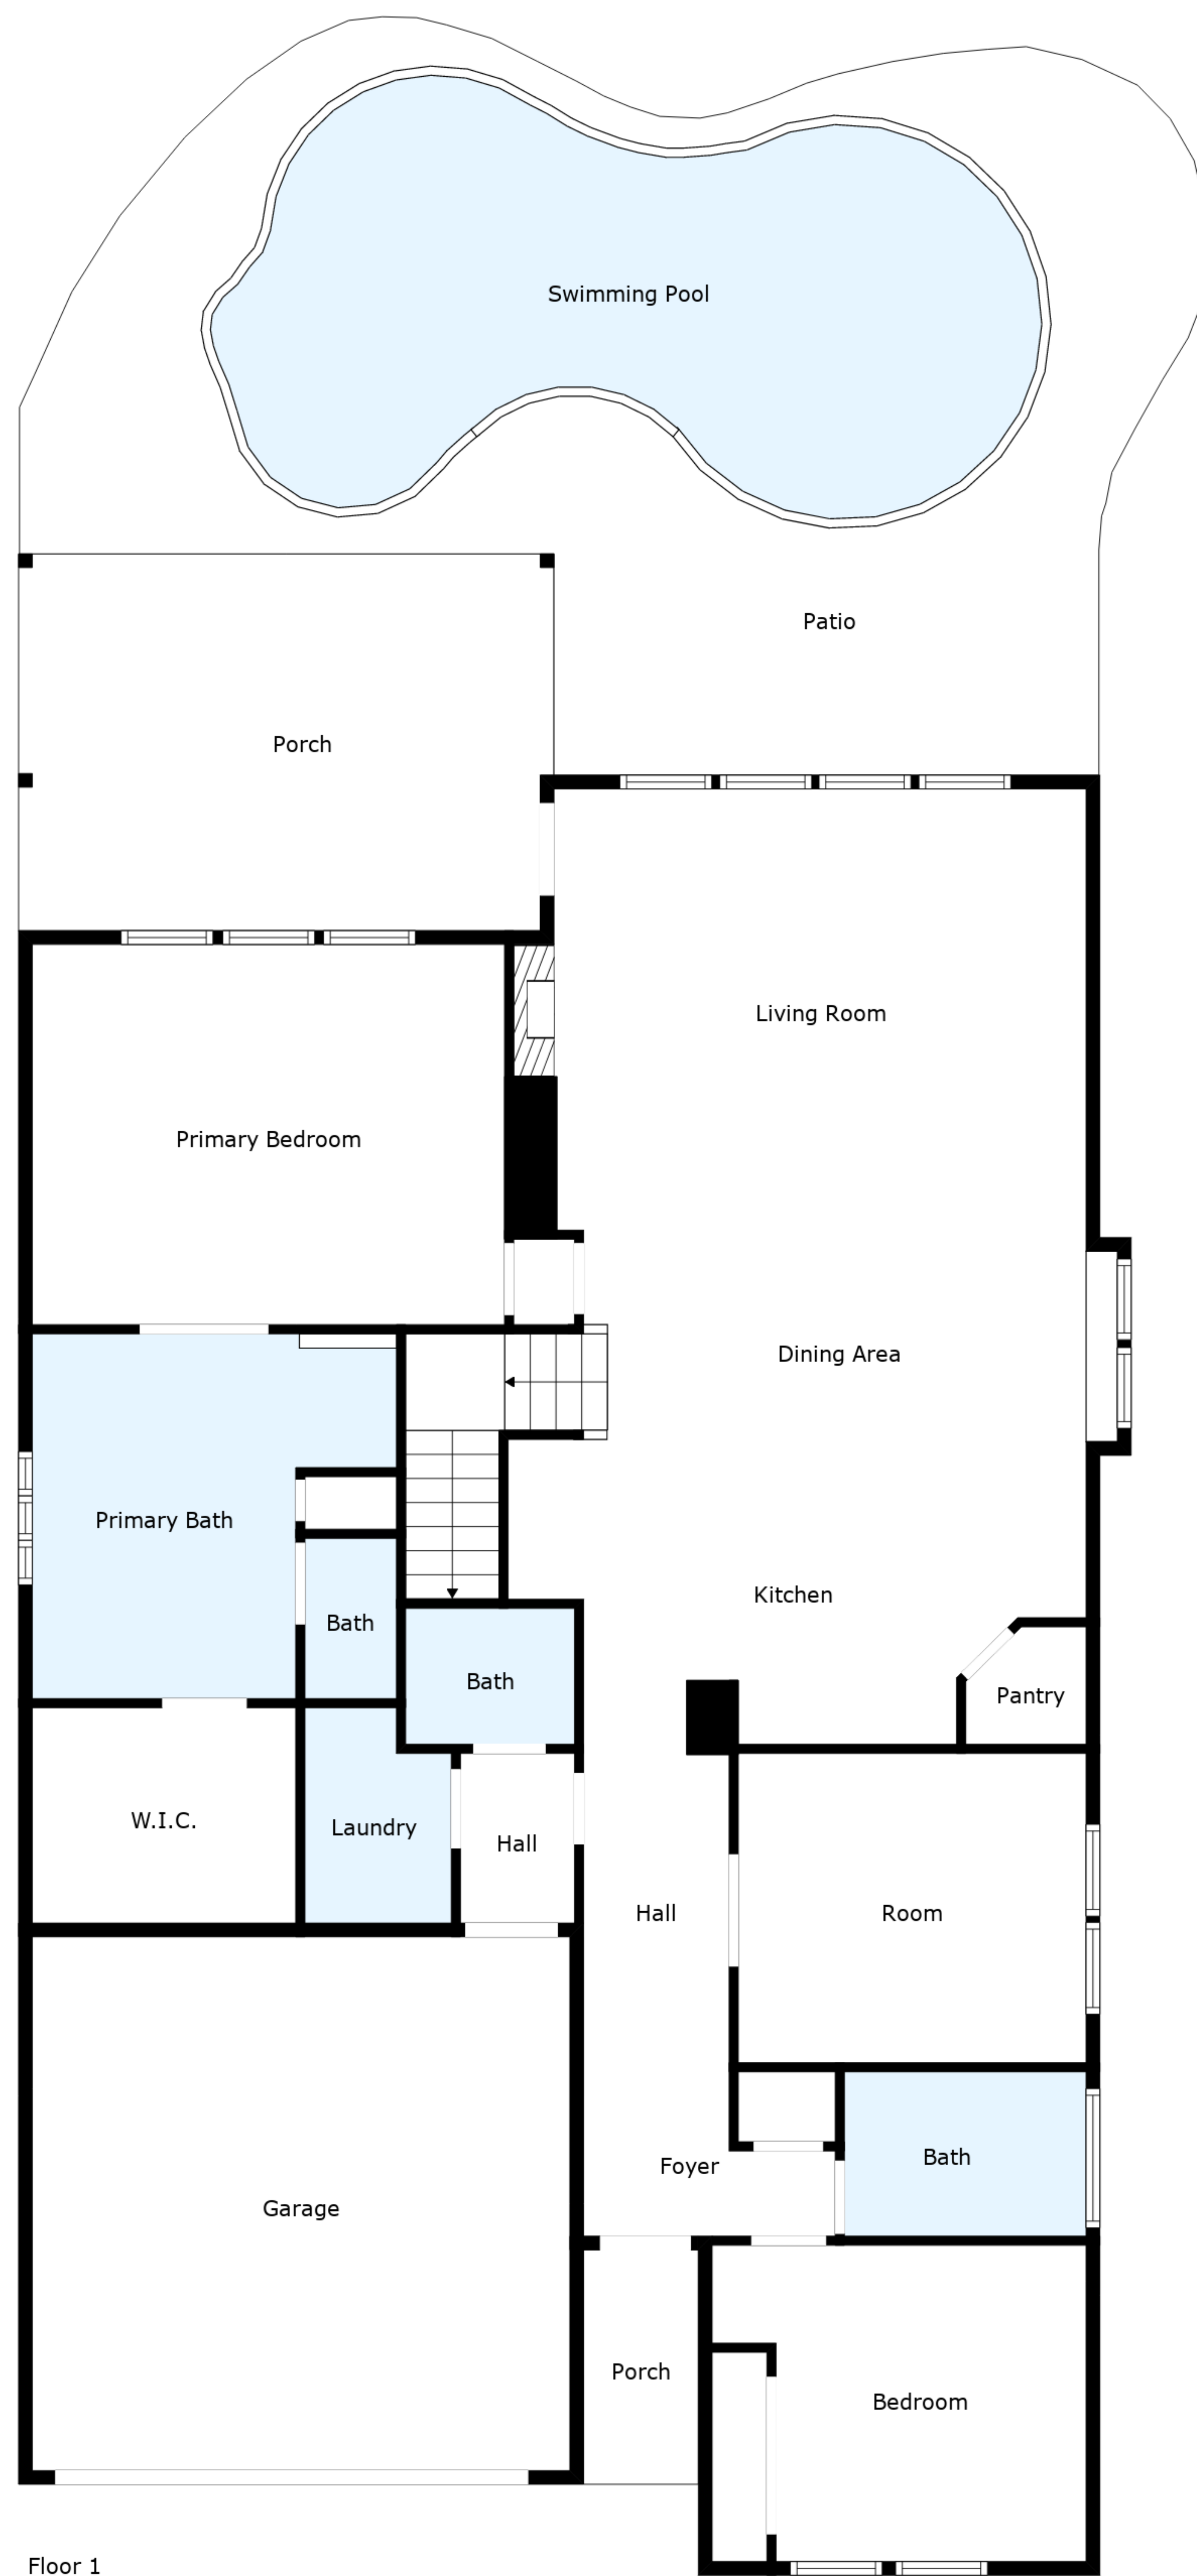 Swimming Pool
Patio
Porch
Living Room
Primary Bedroom
Dining Area
Primary Bath
Kitchen
Bath
Bath
Pantry
W.I.C.
Laundry
Hall
Hall
Room
Bath
Foyer
Garage
Porch
Bedroom
Floor 1